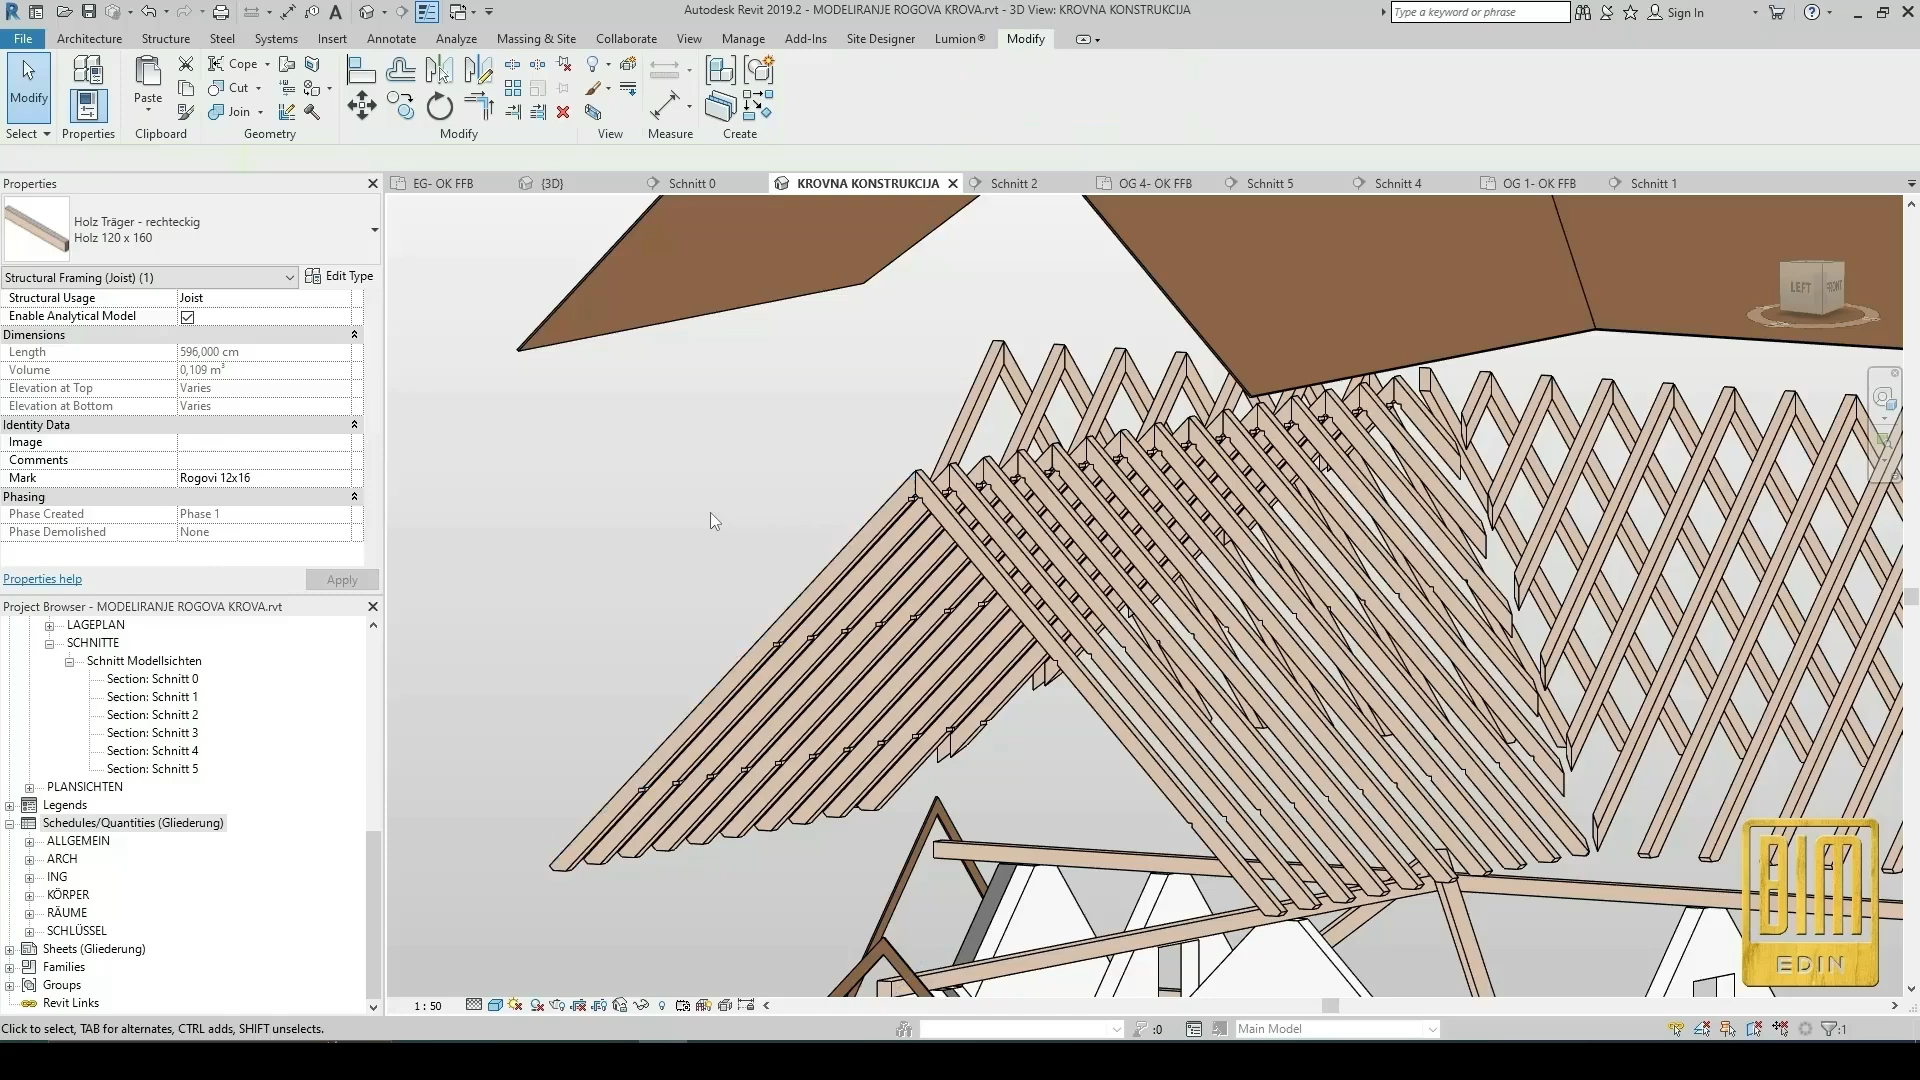 Autodesk Revit 2019.2 - MODELIRANJE ROGOVA KROVA.rvt - 3D View: KROVNA KONSTRUKCIJA
Type a keyword or phrase
Sign In
File Architecture Structure Steel Systems Insert Annotate Analyze Massing & Site Collaborate View Manage Add-Ins Site Designer Lumion® Modify
Modify
Paste
Cope
Cut
Join
Select Properties Clipboard Geometry Modify View Measure Create
Properties
EG- OK FFB {3D} Schnitt 0 KROVNA KONSTRUKCIJA Schnitt 2 OG 4- OK FFB Schnitt 5 Schnitt 4 OG 1- OK FFB Schnitt 1
Holz Träger - rechteckig
Holz 120 x 160
Structural Framing (Joist) (1) Edit Type
Structural Usage Joist
Enable Analytical Model
Dimensions
Length 596,000 cm
Volume 0,109 m³
Elevation at Top Varies
Elevation at Bottom Varies
Identity Data
Image
Comments
Mark Rogovi 12x16
Phasing
Phase Created Phase 1
Phase Demolished None
Properties help Apply
Project Browser - MODELIRANJE ROGOVA KROVA.rvt
LAGEPLAN
SCHNITTE
Schnitt Modellsichten
Section: Schnitt 0
Section: Schnitt 1
Section: Schnitt 2
Section: Schnitt 3
Section: Schnitt 4
Section: Schnitt 5
PLANSICHTEN
Legends
Schedules/Quantities (Gliederung)
ALLGEMEIN
ARCH
ING
KÖRPER
RÄUME
SCHLÜSSEL
Sheets (Gliederung)
Families
Groups
Revit Links
LEFT FRONT
BIM
EDIN
1 : 50
Click to select, TAB for alternates, CTRL adds, SHIFT unselects.
:0
Main Model
:1